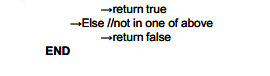 →return true
→Else //not in one of above
→return false
END